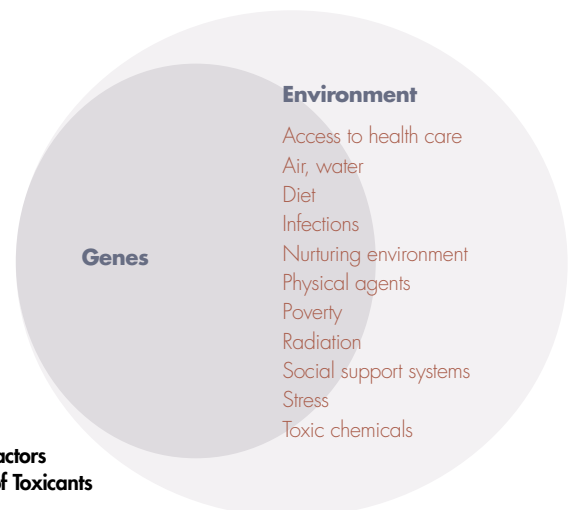 Environment
Access to health care
Air, water
Diet
Infections
Genes
Nurturing environment
Physical agents
Poverty
Radiation
Social support systems
Stress
Toxic chemicals
of Toxicants